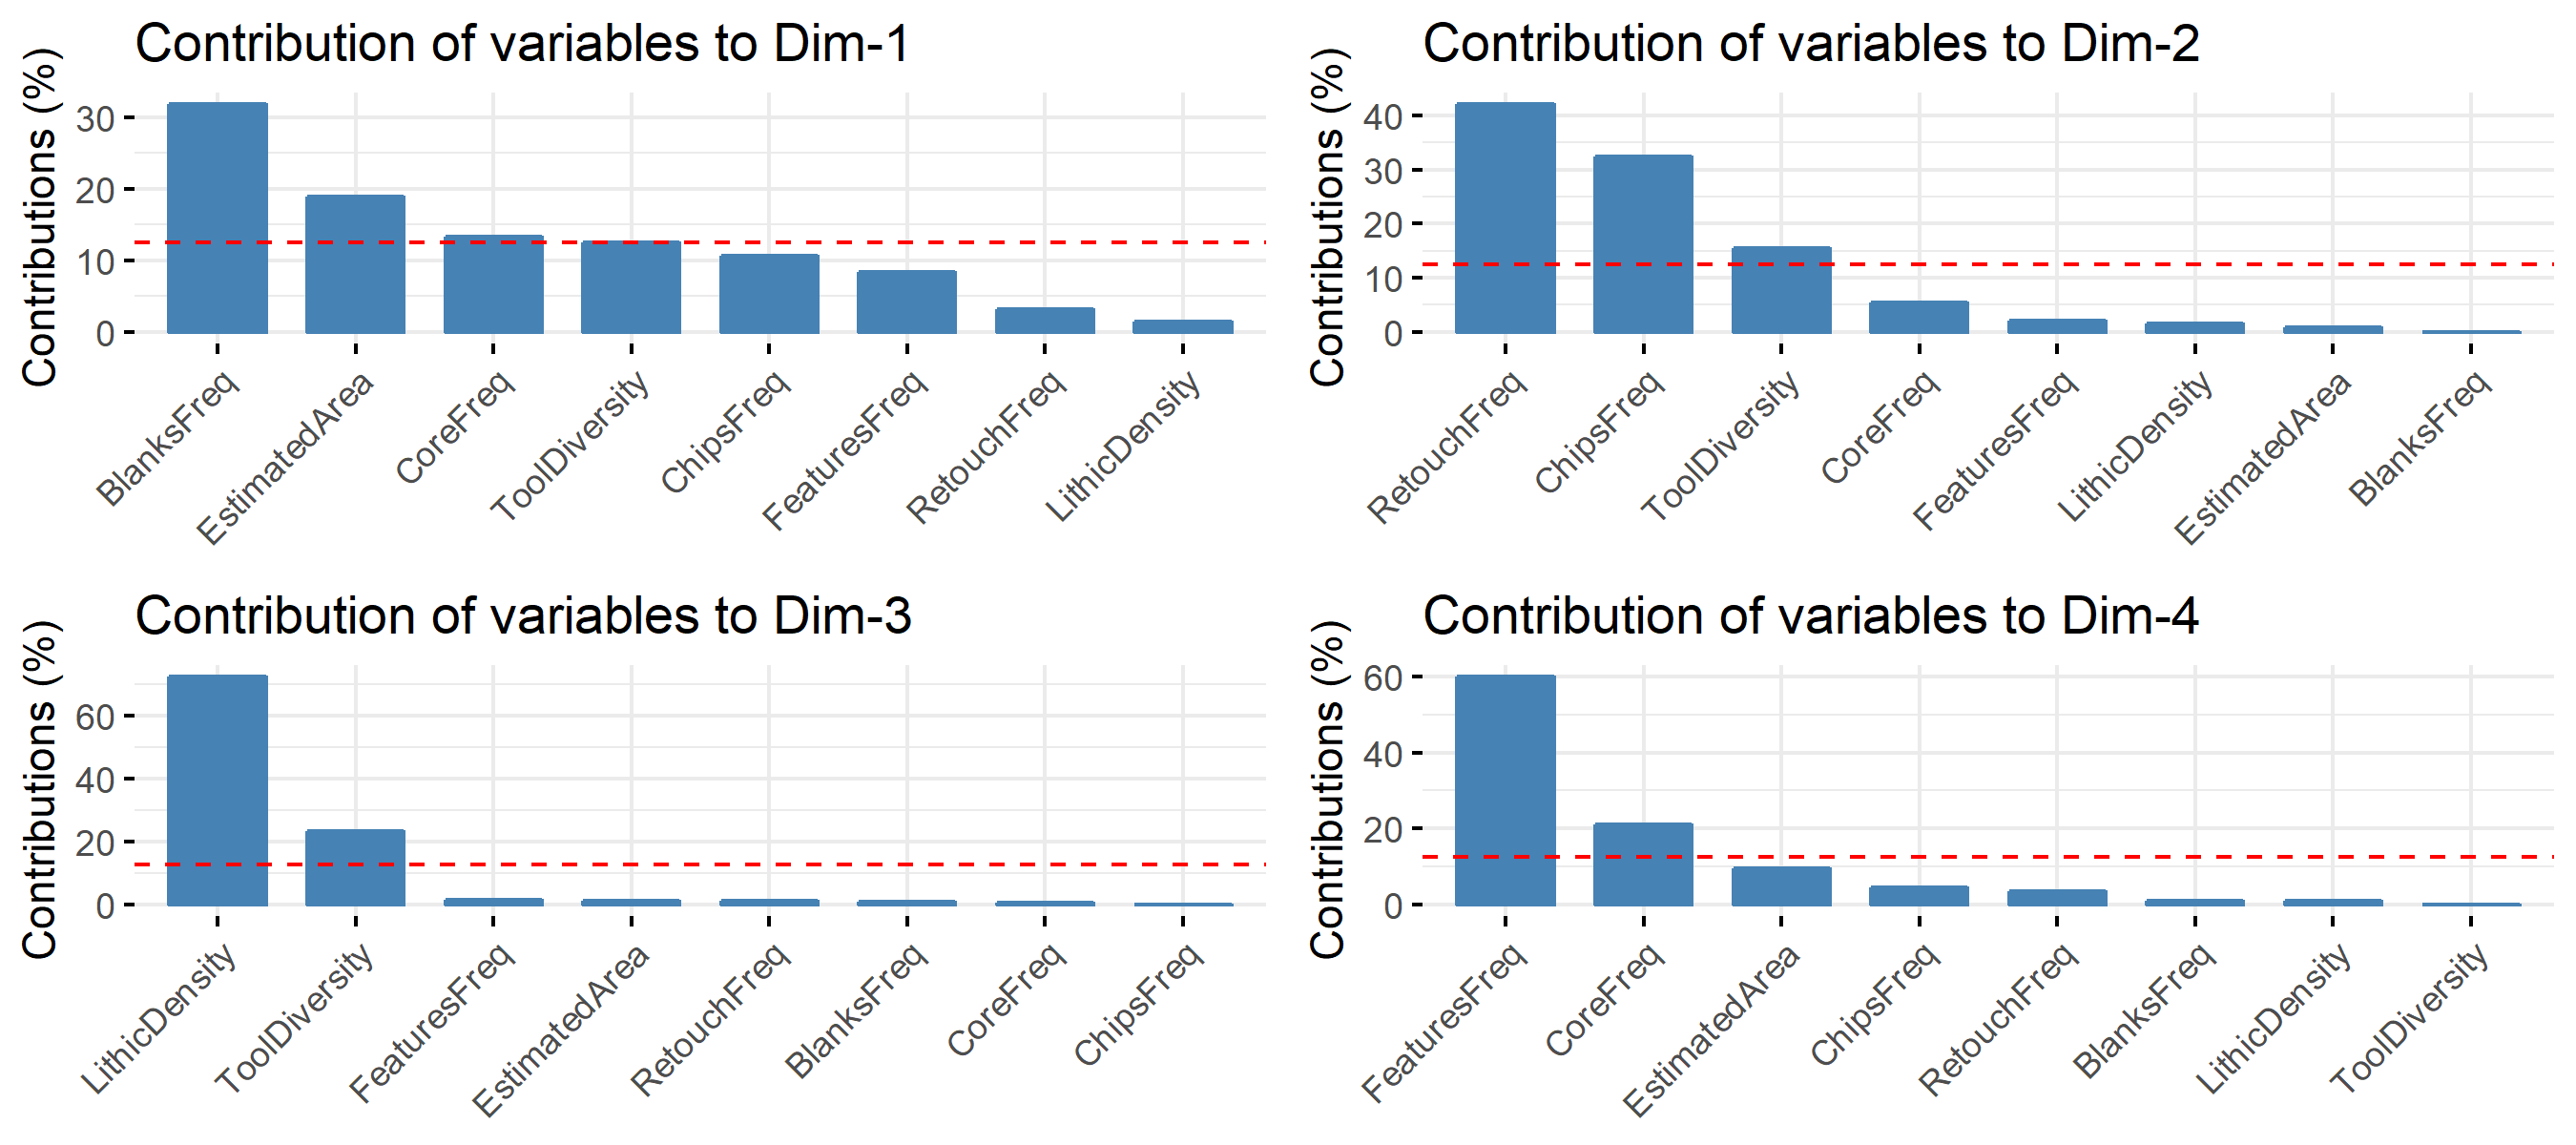 Contribution of variables to Dim-1
Contributions (%)
30
20
10
0
BlanksFreq
EstimatedArea
CoreFreq
ToolDiversity
ChipsFreq
FeaturesFreq
RetouchFreq
LithicDensity
Contribution of variables to Dim-2
Contributions (%)
40
30
20
10
0
RetouchFreq
ChipsFreq
ToolDiversity
CoreFreq
FeaturesFreq
LithicDensity
EstimatedArea
BlanksFreq
Contribution of variables to Dim-3
Contributions (%)
60
40
20
0
LithicDensity
ToolDiversity
FeaturesFreq
EstimatedArea
RetouchFreq
BlanksFreq
CoreFreq
ChipsFreq
Contribution of variables to Dim-4
Contributions (%)
60
40
20
0
FeaturesFreq
CoreFreq
EstimatedArea
ChipsFreq
RetouchFreq
BlanksFreq
LithicDensity
ToolDiversity